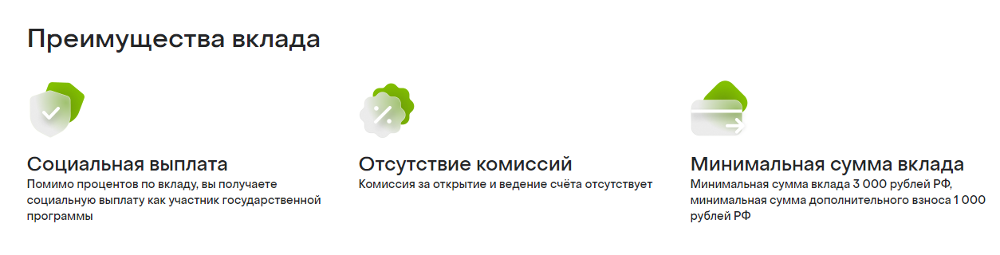 Преимущества вклада
Социальная выплата
Помимо процентов по вкладу, вы получаете
социальную выплату как участник государственной
программы
Отсутствие комиссий
Комиссия за открытие и ведение счёта отсутствует
Минимальная сумма вклада
Минимальная сумма вклада 3 000 рублей РФ,
минимальная сумма дополнительного взноса 1 000
рублей РФ